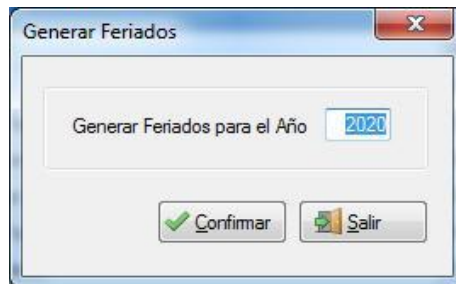 Generar Feriados
Generar Feriados para el Año 2020
Confirmar Salir